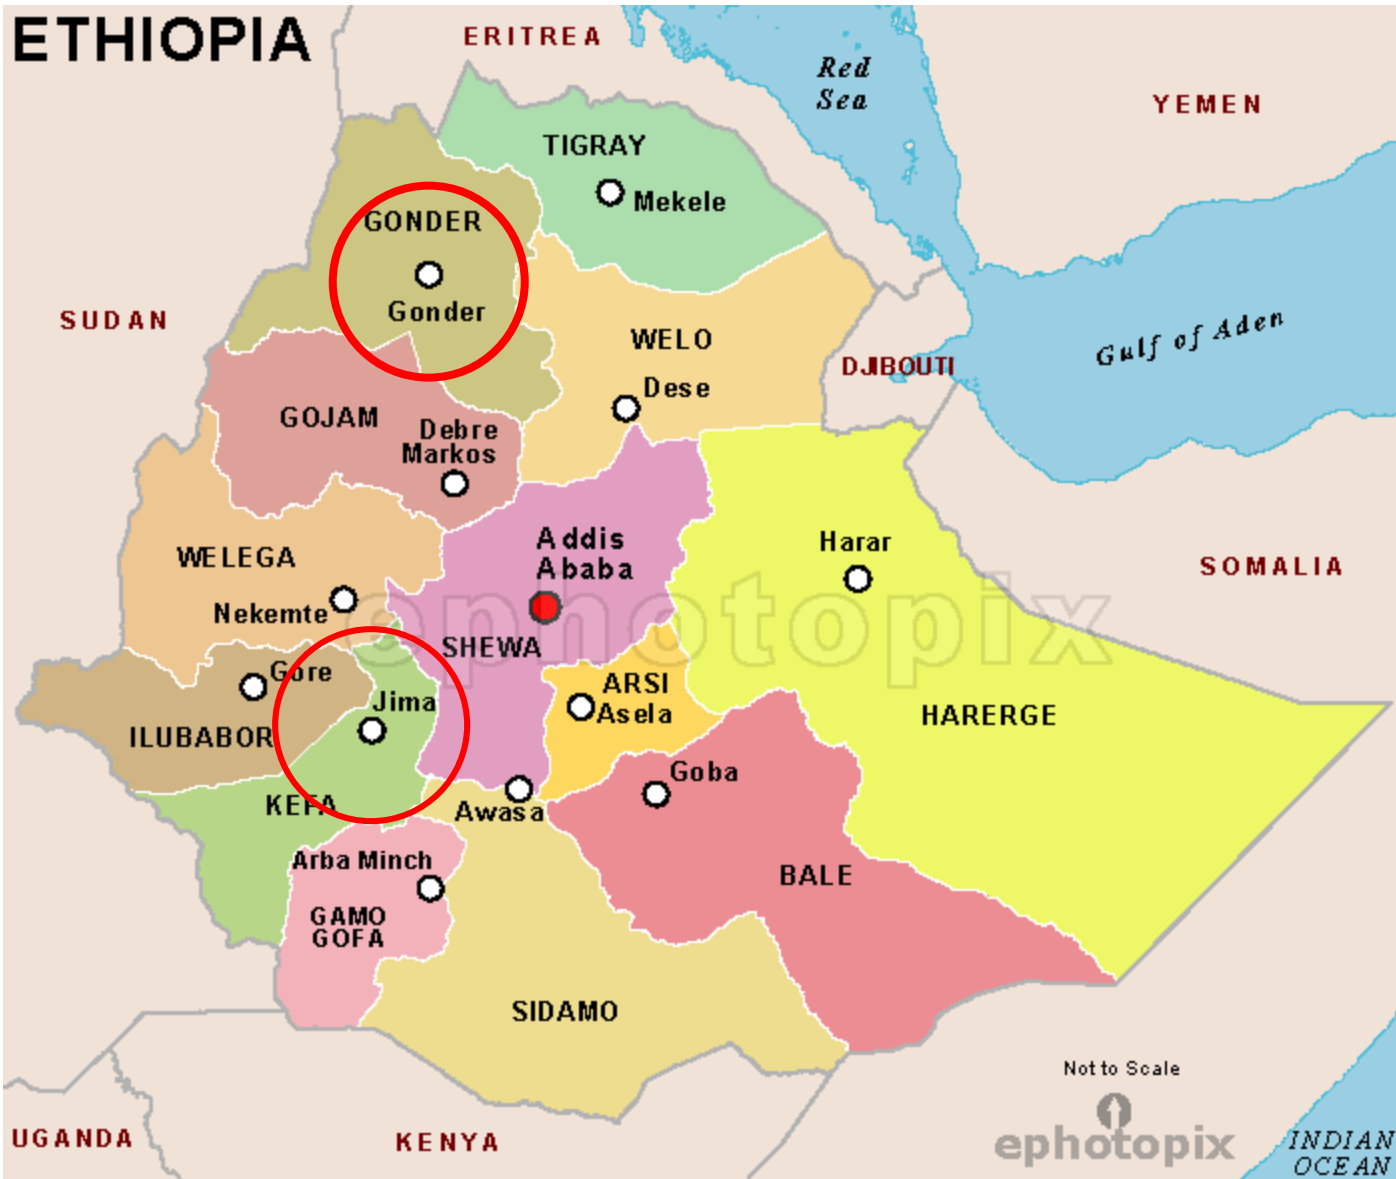 ETHIOPIA
ERITREA
Red
Sea
YEMEN
TIGRAY
Mekele
GONDER
Gonder
SUDAN
WELO
Gulf of Aden
DJIBOUTI
Dese
GOJAM
Debre
Markos
Addis
Ababa
Harar
WELEGA
SOMALIA
Nekemte
ephotopix
SHEWA
Gore
ARSI
Jima
Asela
HARERGE
ILUBABOR
Goba
KEFA
Awasa
Arba Minch
BALE
GAMO
GOFA
SIDAMO
Not to Scale
UGANDA
KENYA
ephotopix
INDIAN
OCEAN